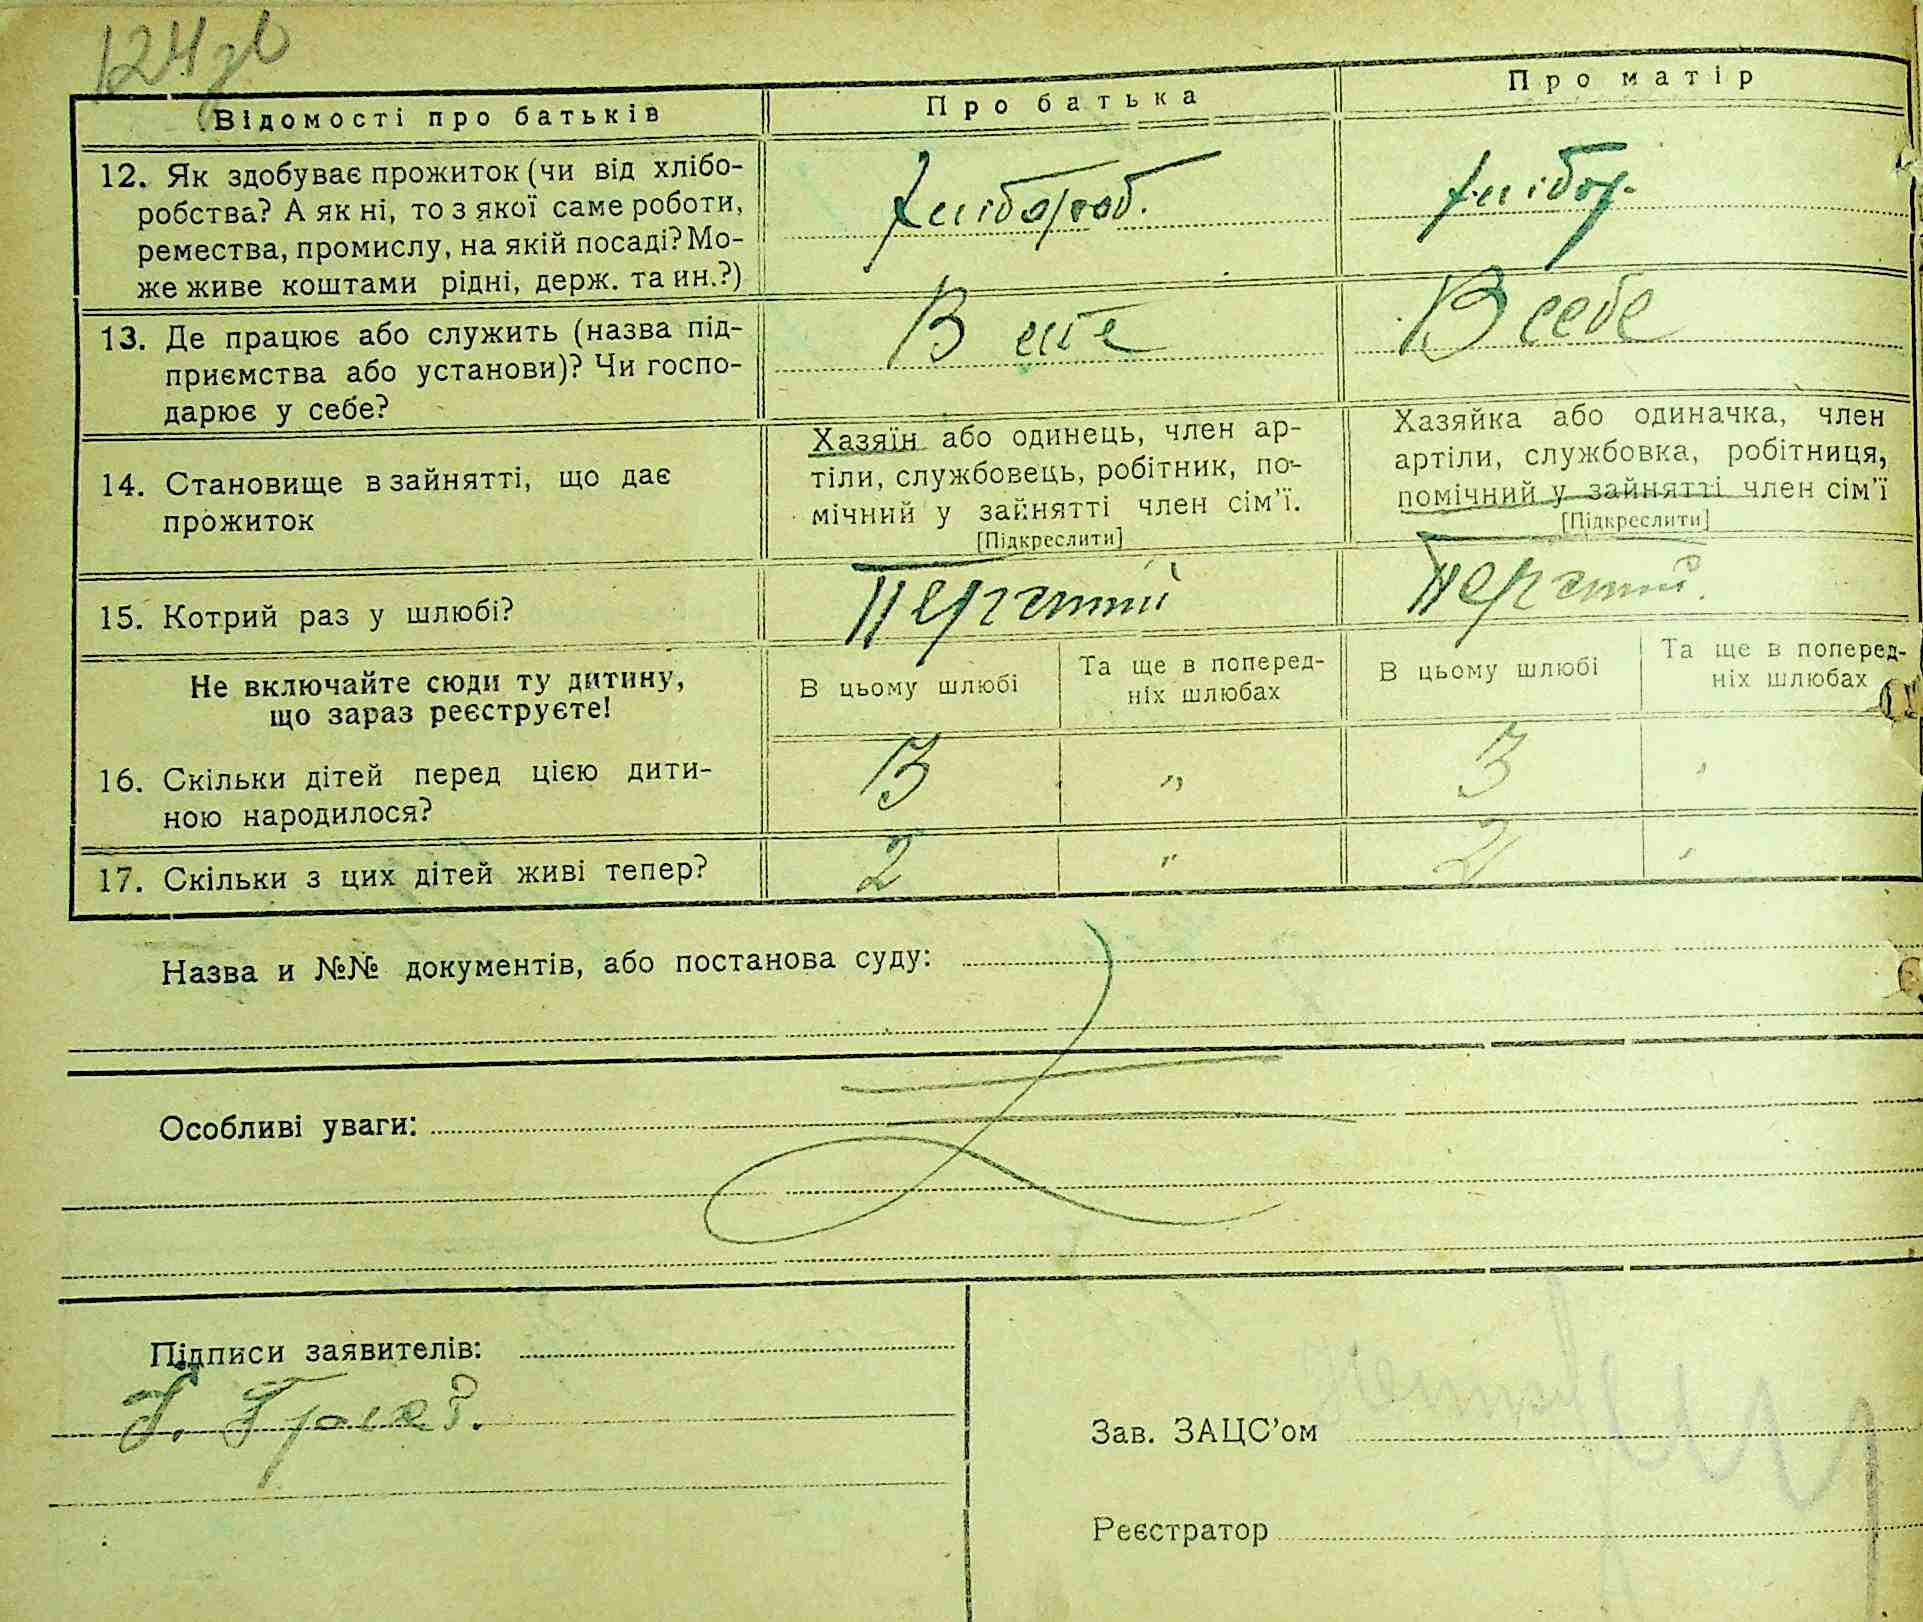 124зв
Відомості про батьків
Про батька
Про матір
12. Як здобуває прожиток (чи від хлібо-
робства? А як ні, то з якої саме роботи,
ремества, промислу, на якій посаді? Мо-
же живе коштами рідні, держ. та ин.?)
Хлібороб.
Хлібор.
13. Де працює або служить (назва під-
приємства або установи)? Чи госпо-
дарює у себе?
В
В себе
14. Становище в зайнятті, що дає
прожиток
Хазяїн або одинець, член ар-
тіли, службовець, робітник, по-
мічний у зайнятті член сім'ї.
[Підкреслити]
Хазяйка або одиначка, член
артіли, службовка, робітниця,
помічний у зайнятті член сім'ї
[Підкреслити]
15. Котрий раз у шлюбі?
Перший
Перший.
Не включайте сюди ту дитину,
що зараз реєструєте!
В цьому шлюбі
Та ще в поперед-
ніх шлюбах
В цьому шлюбі
Та ще в поперед-
ніх шлюбах
16. Скільки дітей перед цією дити-
ною народилося?
3 „ 3
17. Скільки з цих дітей живі тепер?
2 „ 2
Назва и №№ документів, або постанова суду:
Особливі уваги:
Підписи заявителів:
Зав. ЗАЦС'ом
Реєстратор